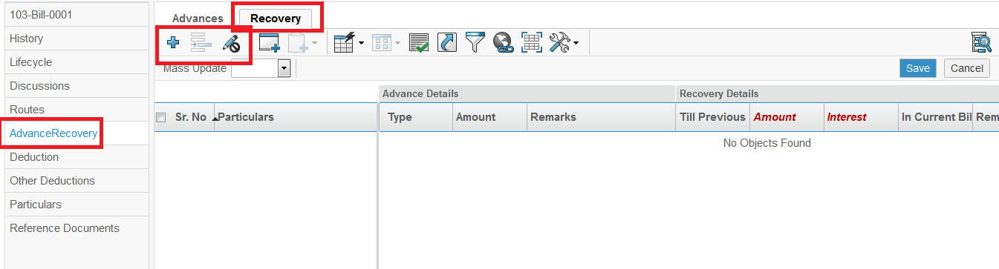 103-Bill-0001
History
Lifecycle
Discussions
Routes
AdvanceRecovery
Deduction
Other Deductions
Particulars
Reference Documents
Advances Recovery
Mass Update
Save Cancel
Advance Details Recovery Details
Sr. No Particulars Type Amount Remarks Till Previous Amount Interest In Current Bil Rem
No Objects Found